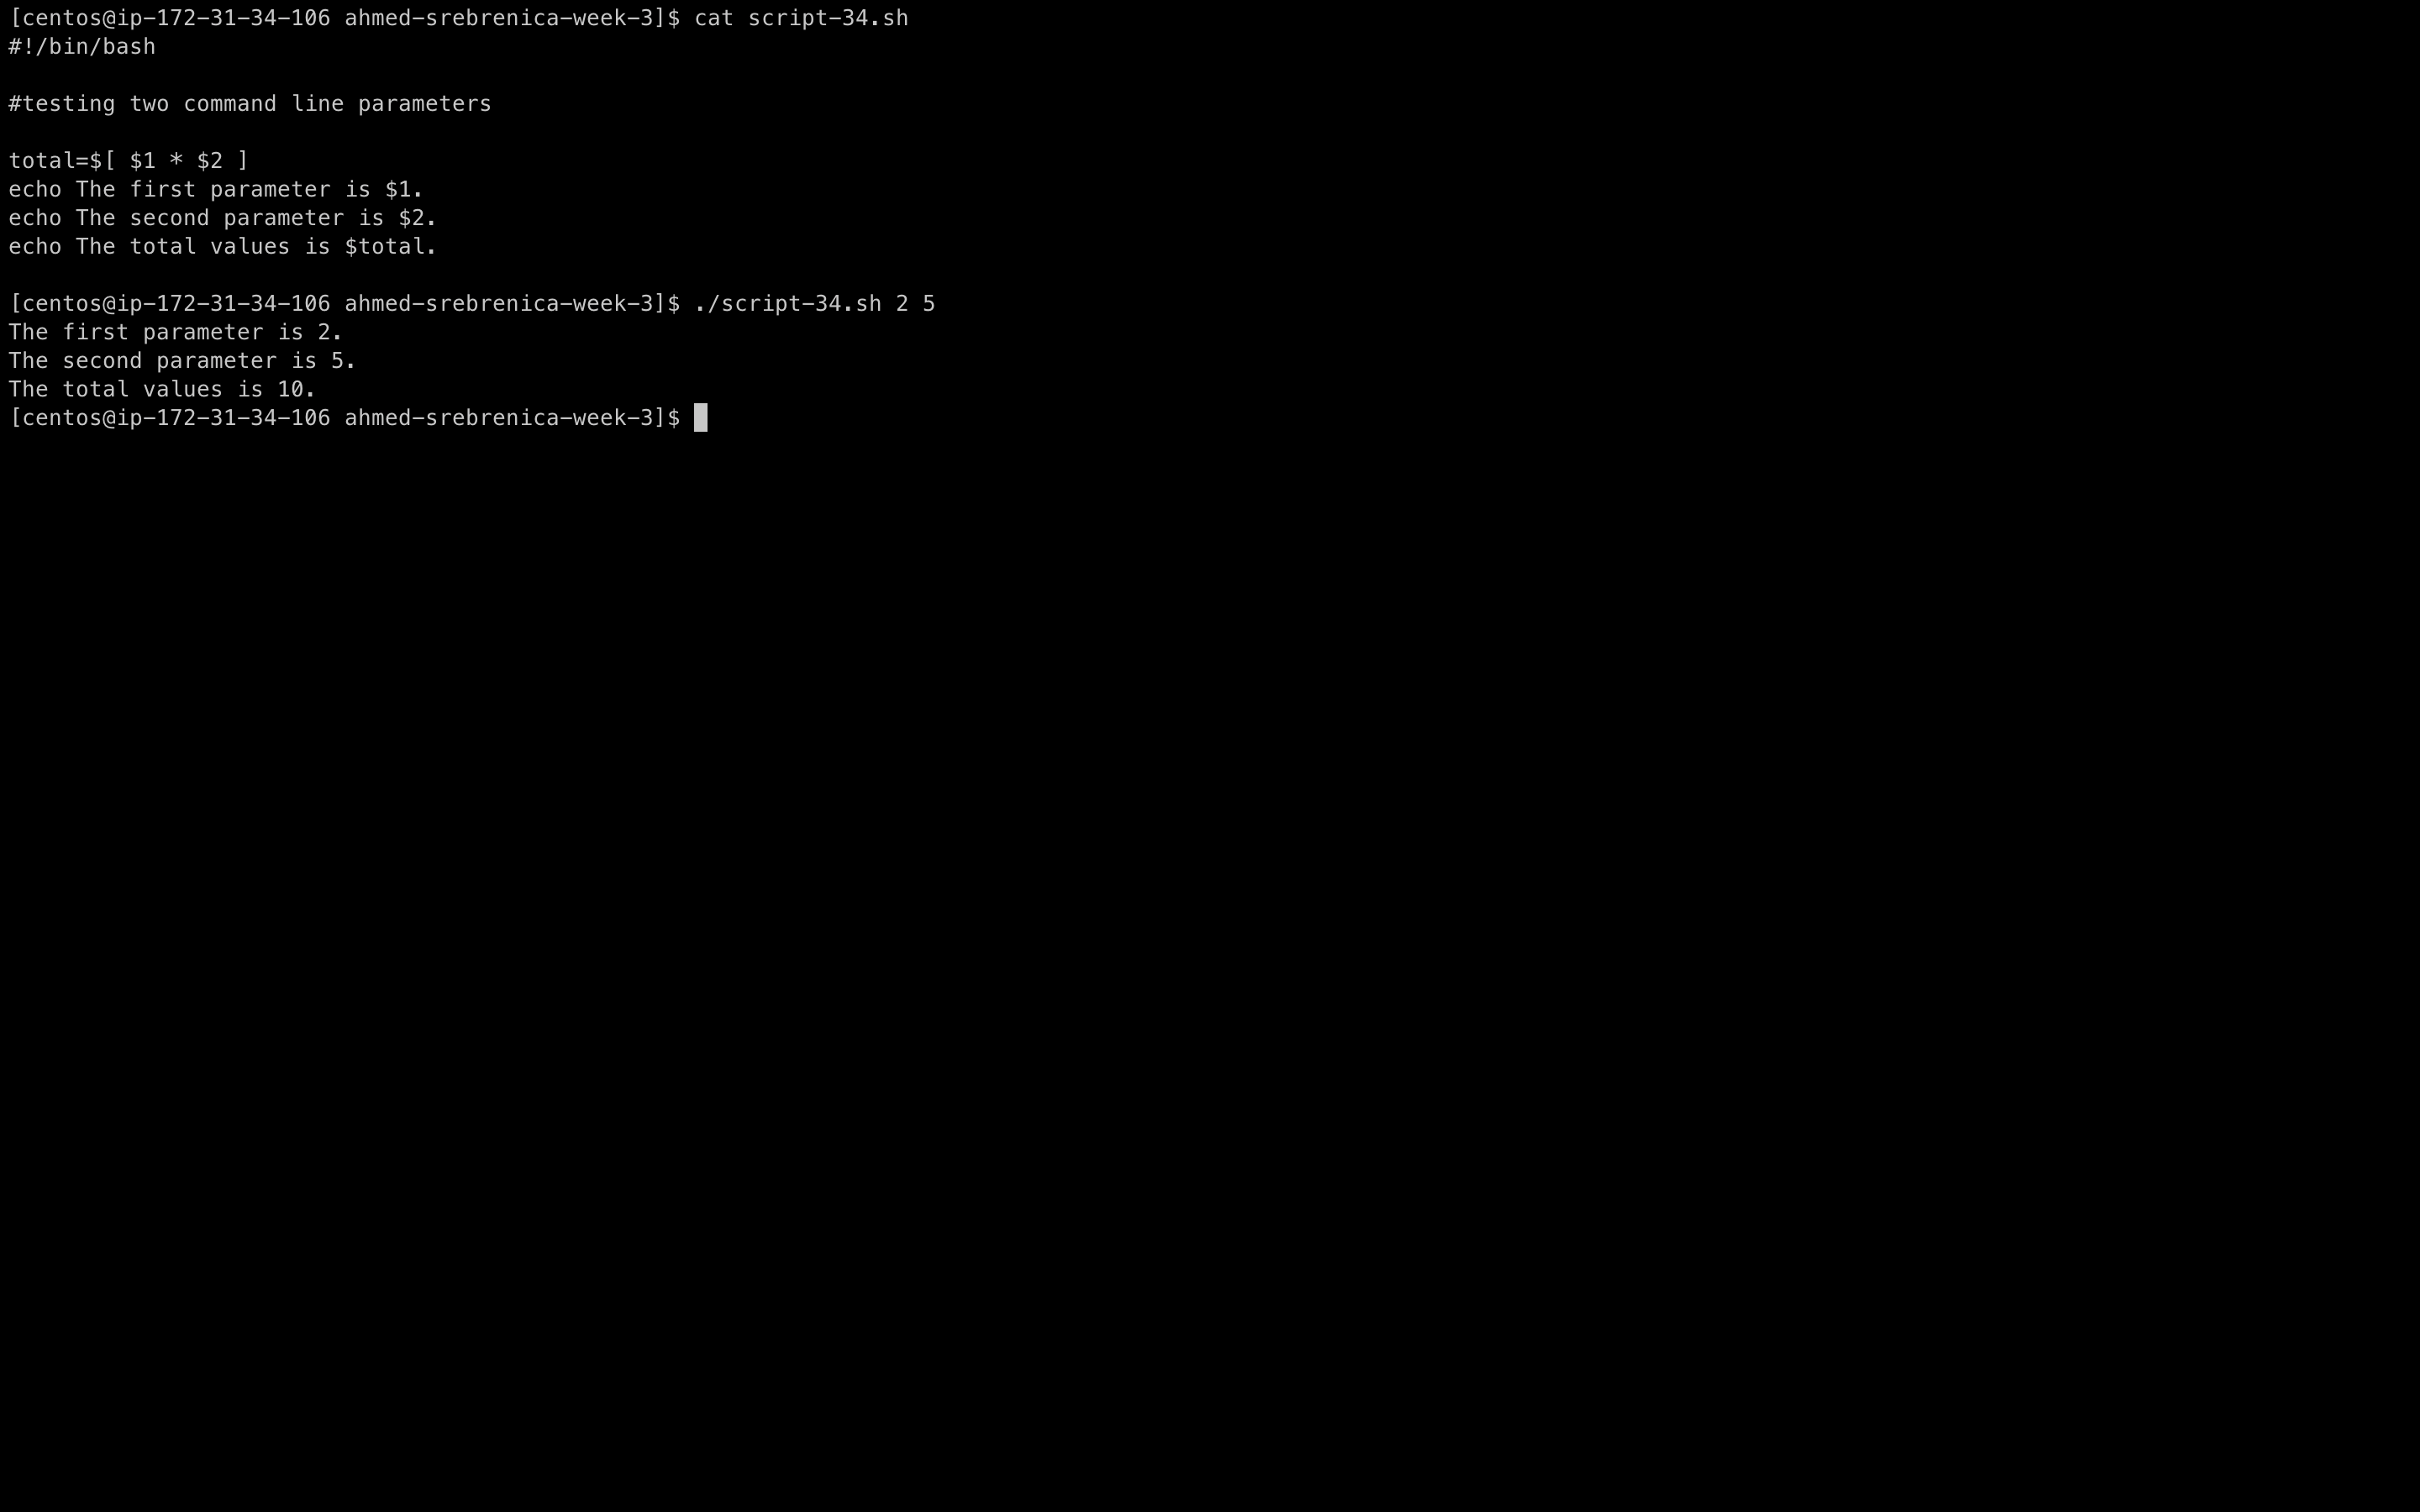 [centos@ip-172-31-34-106 ahmed-srebrenica-week-3]$ cat script-34.sh
#!/bin/bash

#testing two command line parameters

total=$[ $1 * $2 ]
echo The first parameter is $1.
echo The second parameter is $2.
echo The total values is $total.

[centos@ip-172-31-34-106 ahmed-srebrenica-week-3]$ ./script-34.sh 2 5
The first parameter is 2.
The second parameter is 5.
The total values is 10.
[centos@ip-172-31-34-106 ahmed-srebrenica-week-3]$